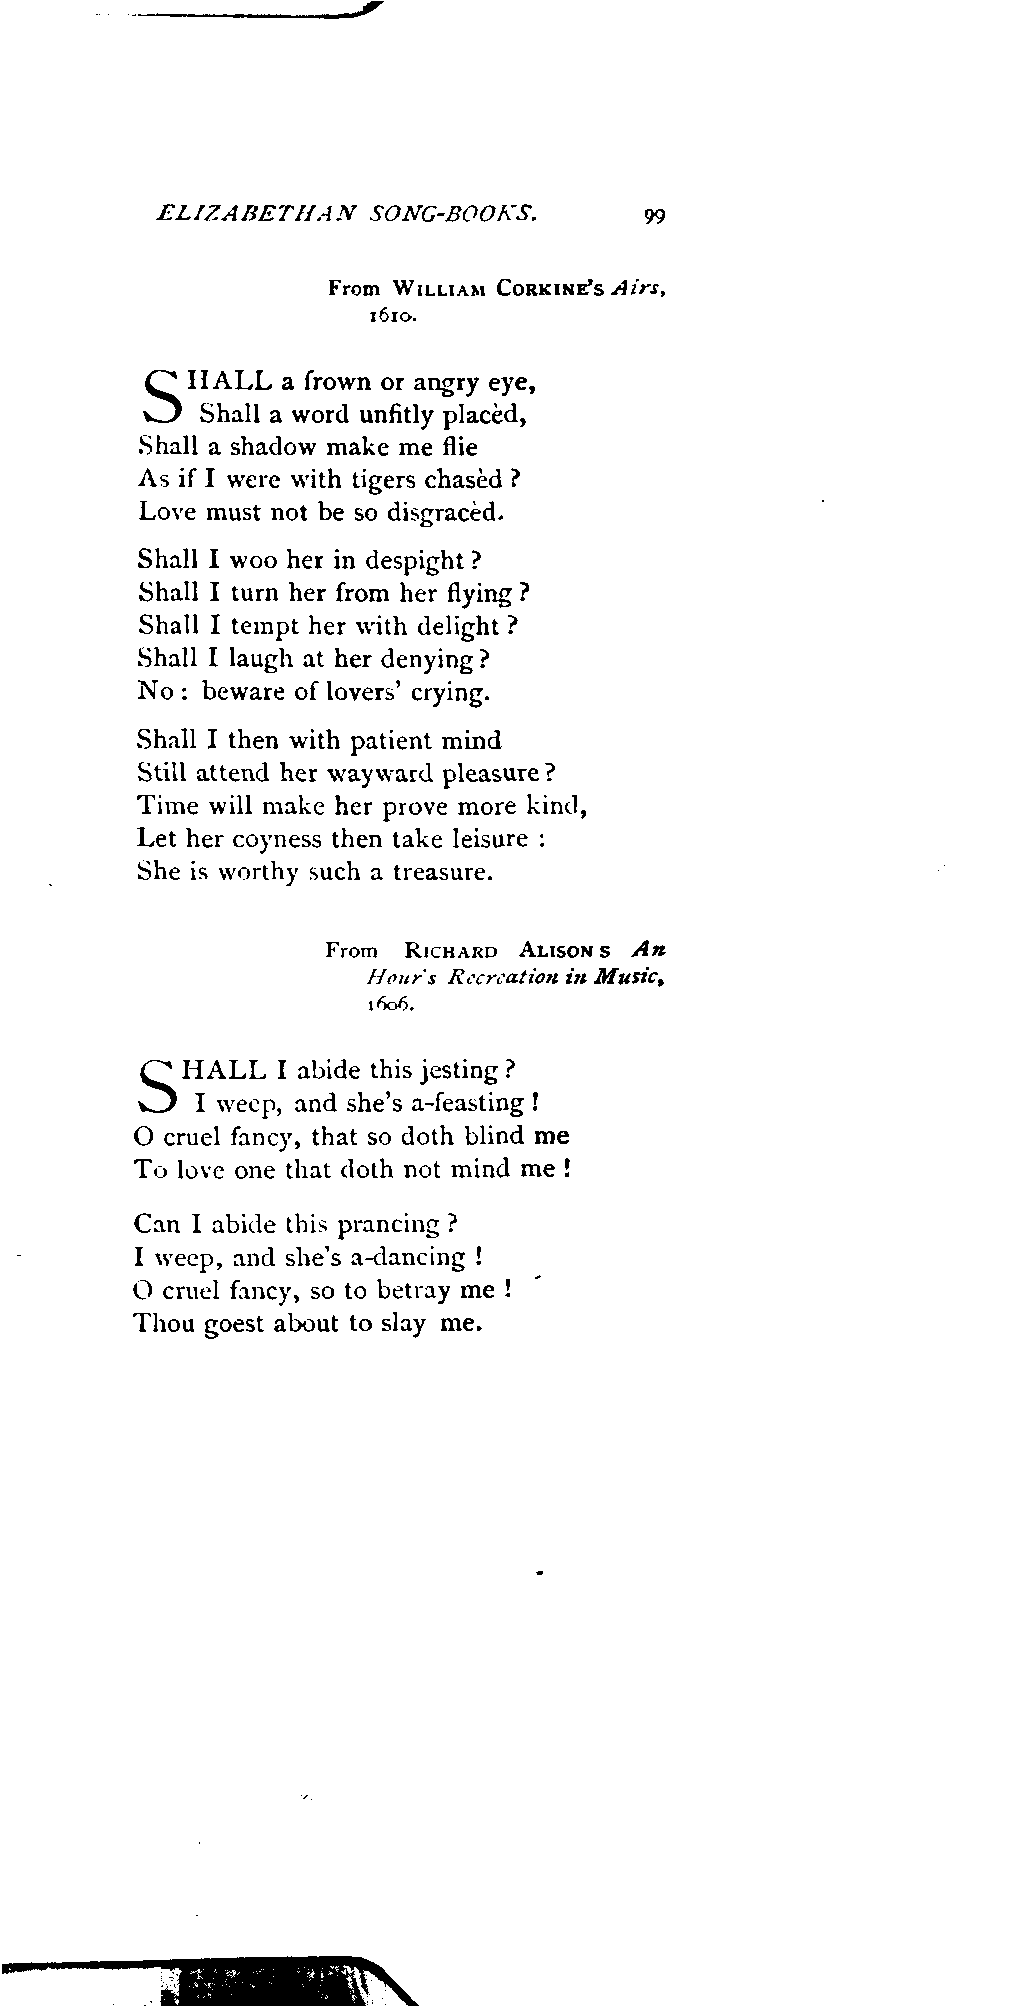 ELIZABETHAN SONG-BOOKS. 99
From WILLIAM CORKINE'S Airs,
1610.
SHALL a frown or angry eye,
Shall a word unfitly placèd,
Shall a shadow make me flie
As if I were with tigers chasèd ?
Love must not be so disgracèd.
Shall I woo her in despight ?
Shall I turn her from her flying ?
Shall I tempt her with delight ?
Shall I laugh at her denying ?
No : beware of lovers' crying.
Shall I then with patient mind
Still attend her wayward pleasure ?
Time will make her prove more kind,
Let her coyness then take leisure :
She is worthy such a treasure.
From RICHARD ALISON S An
Hour's Recreation in Music,
1606.
SHALL I abide this jesting ?
I weep, and she's a-feasting !
O cruel fancy, that so doth blind me
To love one that doth not mind me !
Can I abide this prancing ?
I weep, and she's a-dancing !
O cruel fancy, so to betray me !
Thou goest about to slay me.